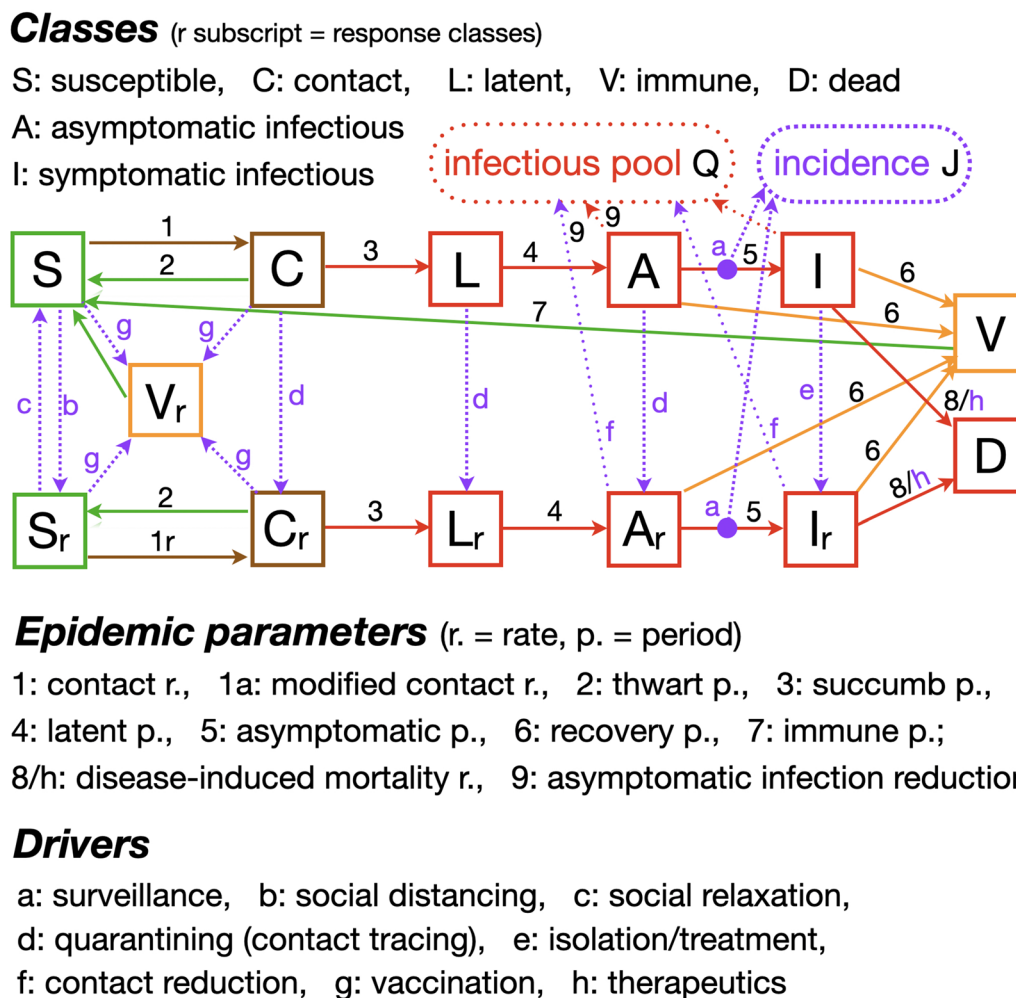 Classes (r subscript = response classes)
S: susceptible, C: contact, L: latent, V: immune, D: dead
A: asymptomatic infectious
I: symptomatic infectious
infectious pool Q
incidence J
9
9
1
a
5
6
S
2
C
3
L
4
A
I
6
7
V
g
g
c
b
Vr
d
d
d
e
6
8/h
g
g
f
f
6
D
2
8/h
Sr
1r
Cr
3
Lr
4
Ar
a
5
Ir
Epidemic parameters (r. = rate, p. = period)
1: contact r., 1a: modified contact r., 2: thwart p., 3: succumb p.,
4: latent p., 5: asymptomatic p., 6: recovery p., 7: immune p.;
8/h: disease-induced mortality r., 9: asymptomatic infection reduction
Drivers
a: surveillance, b: social distancing, c: social relaxation,
d: quarantining (contact tracing), e: isolation/treatment,
f: contact reduction, g: vaccination, h: therapeutics